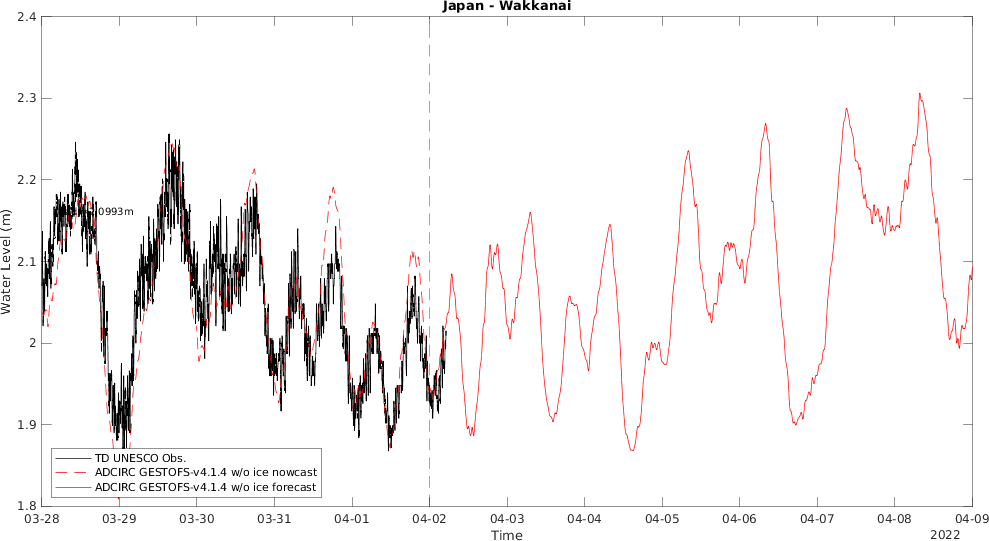 Japan - Wakkanai
Water Level (m)
2.4
2.3
2.2
2.1
2
1.9
1.8
0993m
TD UNESCO Obs.
ADCIRC GESTOFS-v4.1.4 w/o ice nowcast
ADCIRC GESTOFS-v4.1.4 w/o ice forecast
03-28 03-29 03-30 03-31 04-01 04-02 04-03 04-04 04-05 04-06 04-07 04-08 04-09
Time
2022